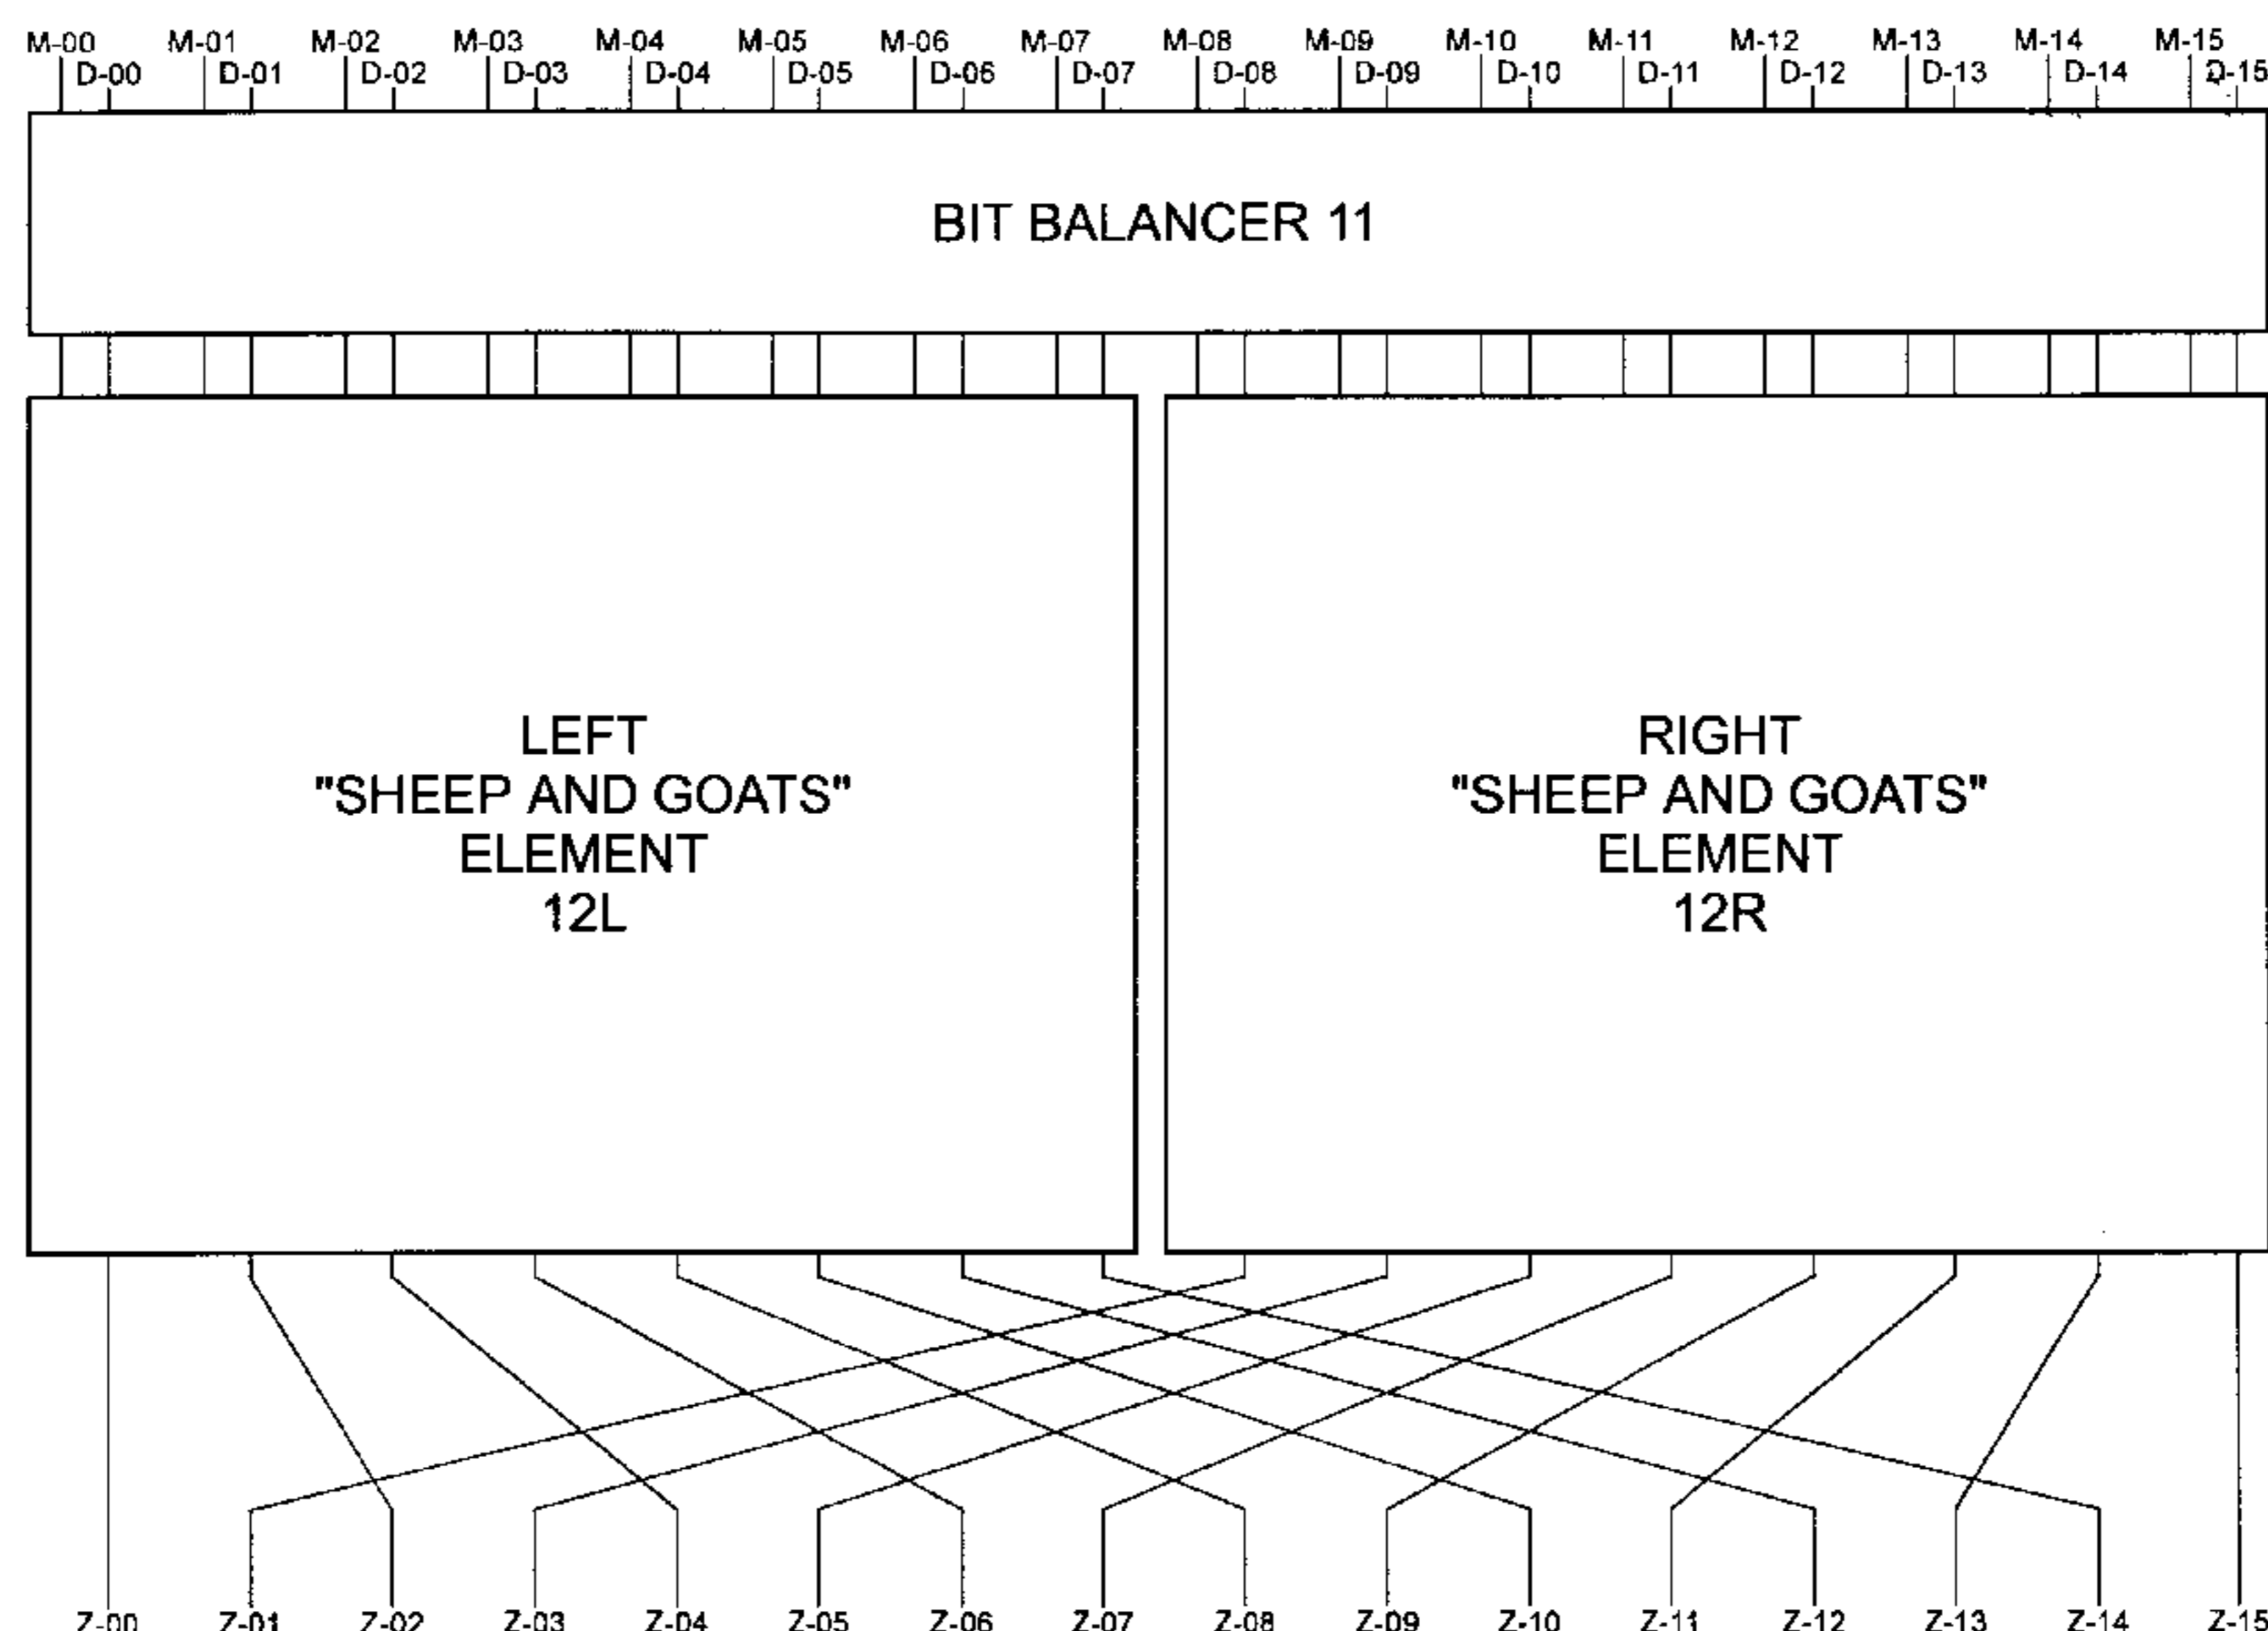 M-00 M-01 M-02 M-03 M-04 M-05 M-06 M-07 M-08 M-09 M-10 M-11 M-12 M-13 M-14 M-15
D-00 D-01 D-02 D-03 D-04 D-05 D-06 D-07 D-08 D-09 D-10 D-11 D-12 D-13 D-14 D-15
BIT BALANCER 11
LEFT
"SHEEP AND GOATS"
ELEMENT
12L
RIGHT
"SHEEP AND GOATS"
ELEMENT
12R
Z-00 Z-01 Z-02 Z-03 Z-04 Z-05 Z-06 Z-07 Z-08 Z-09 Z-10 Z-11 Z-12 Z-13 Z-14 Z-15